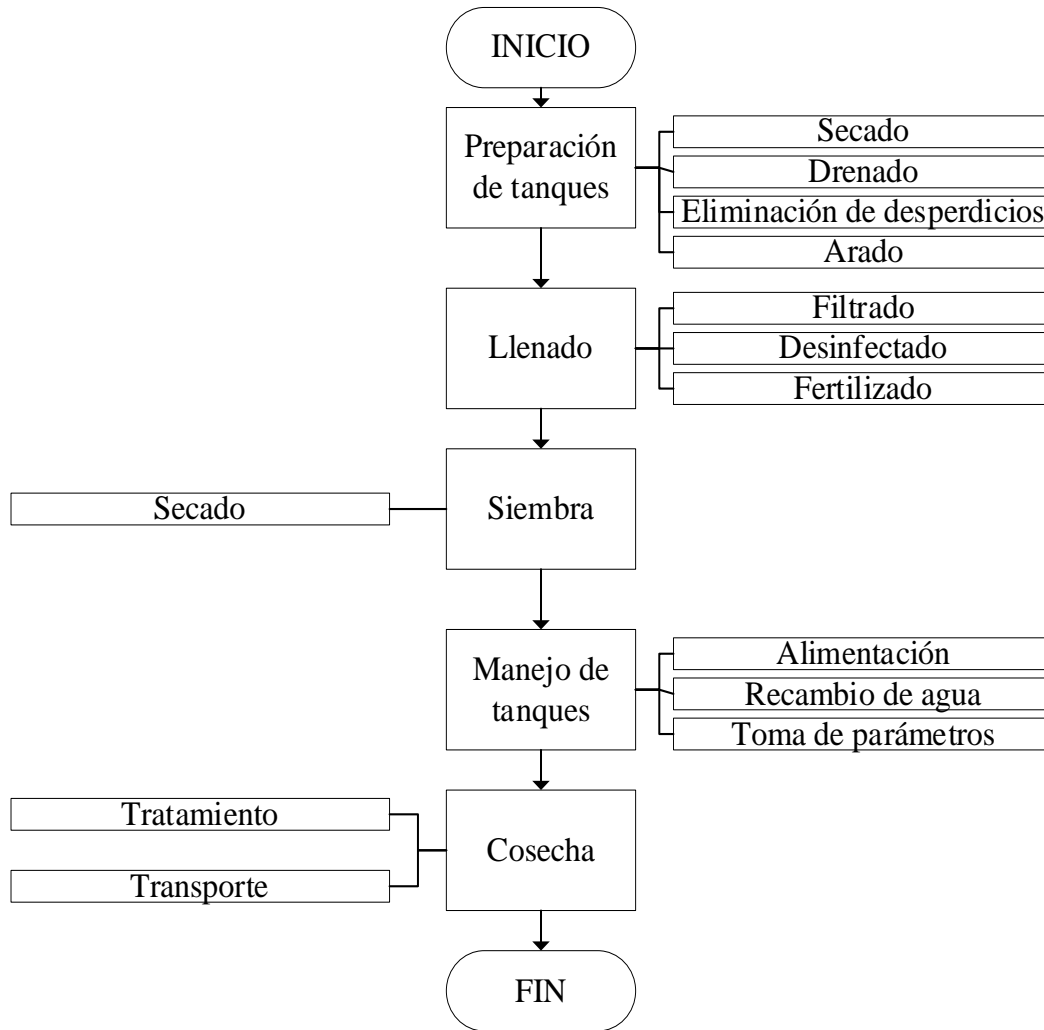 INICIO
Preparación
de tanques
Secado
Drenado
Eliminación de desperdicios
Arado
Llenado
Filtrado
Desinfectado
Fertilizado
Secado
Siembra
Manejo de
tanques
Alimentación
Recambio de agua
Toma de parámetros
Tratamiento
Transporte
Cosecha
FIN